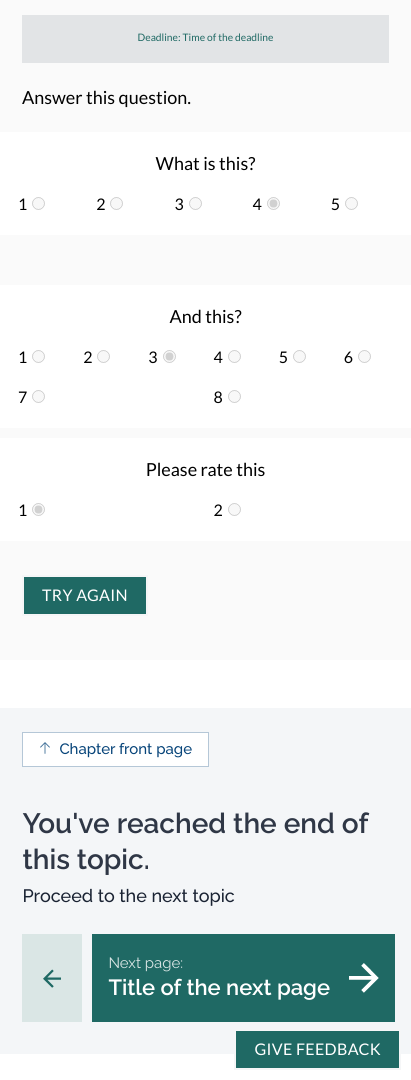 Deadline: Time of the deadline
Answer this question.
What is this?
1 2 3 4 5
And this?
1 2 3 4 5 6
7 8
Please rate this
1 2
TRY AGAIN
Chapter front page
You've reached the end of
this topic.
Proceed to the next topic
Next page:
Title of the next page
GIVE FEEDBACK